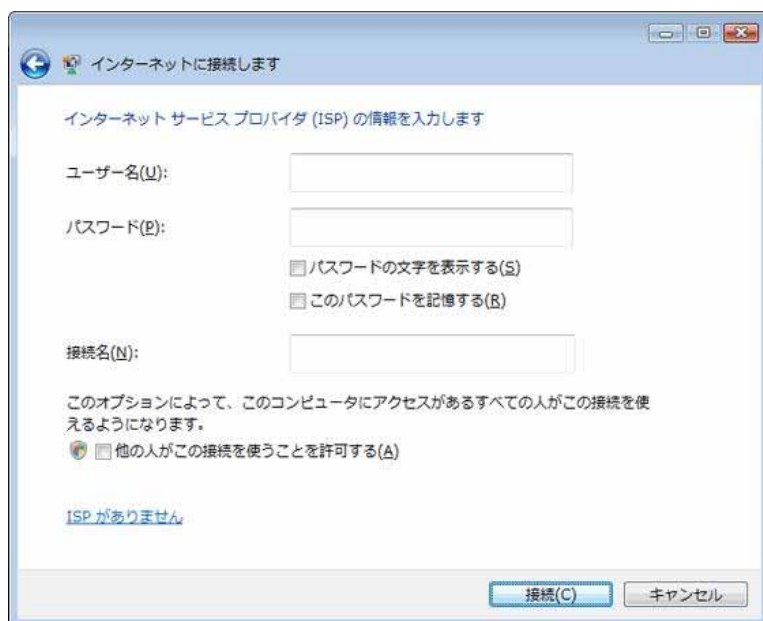 インターネットに接続します
インターネット サービス プロバイダ (ISP) の情報を入力します
ユーザー名(U):
パスワード(P):
パスワードの文字を表示する(S)
このパスワードを記憶する(R)
接続名(N):
このオプションによって、このコンピュータにアクセスがあるすべての人がこの接続を使
えるようになります。
他の人がこの接続を使うことを許可する(A)
ISP がありません
接続(C) キャンセル